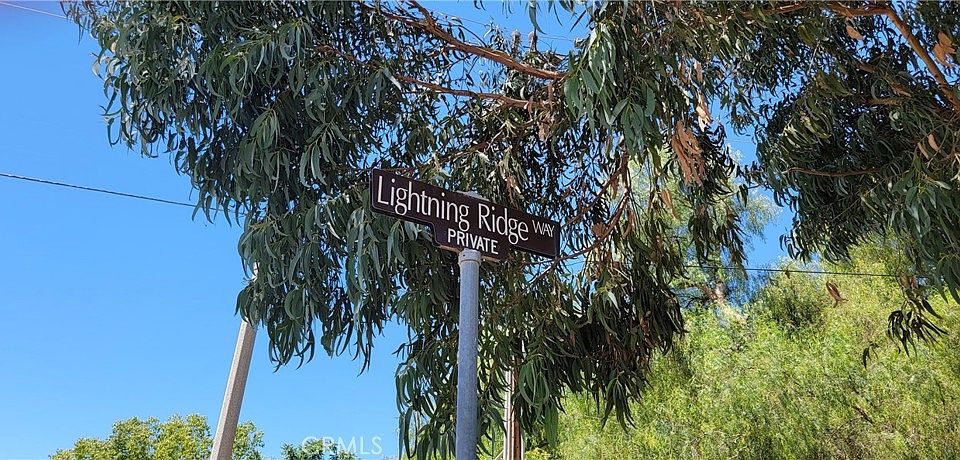 Lightning Ridge WAY
PRIVATE
CRMLS